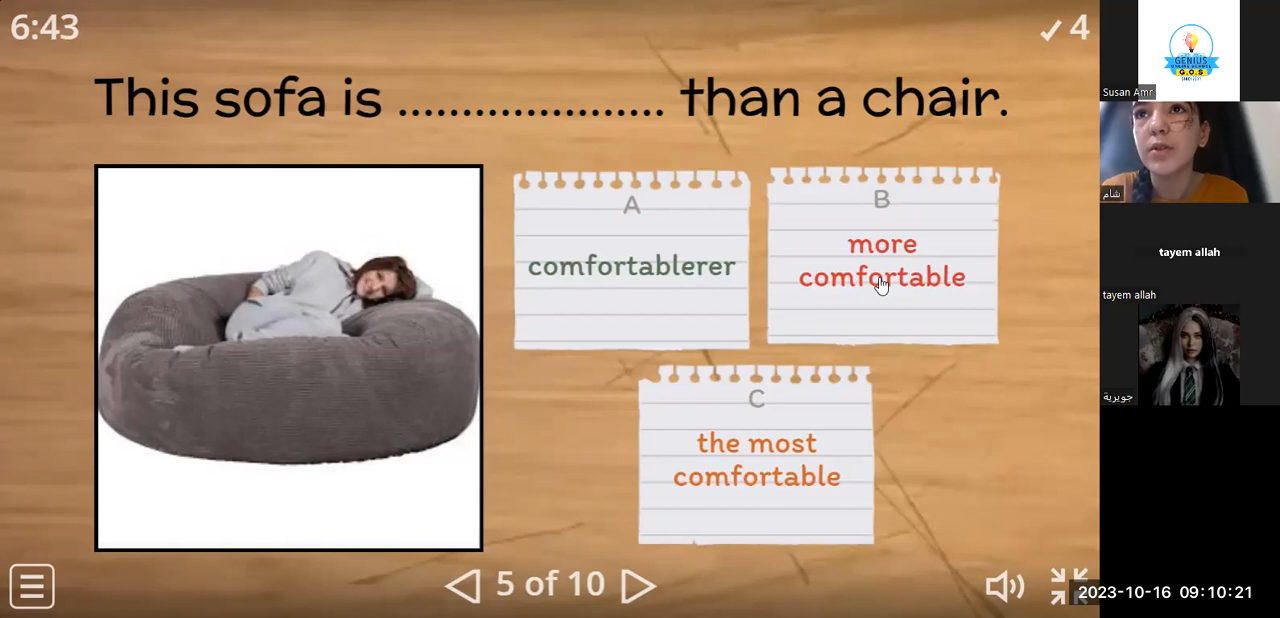 6:43
4
This sofa is .................... than a chair.
A
comfortablerer
B
more
comfortable
C
the most
comfortable
5 of 10
GENIUS
G.O.S
Susan Amr
شام
tayem allah
tayem allah
جويرية
2023-10-16 09:10:21